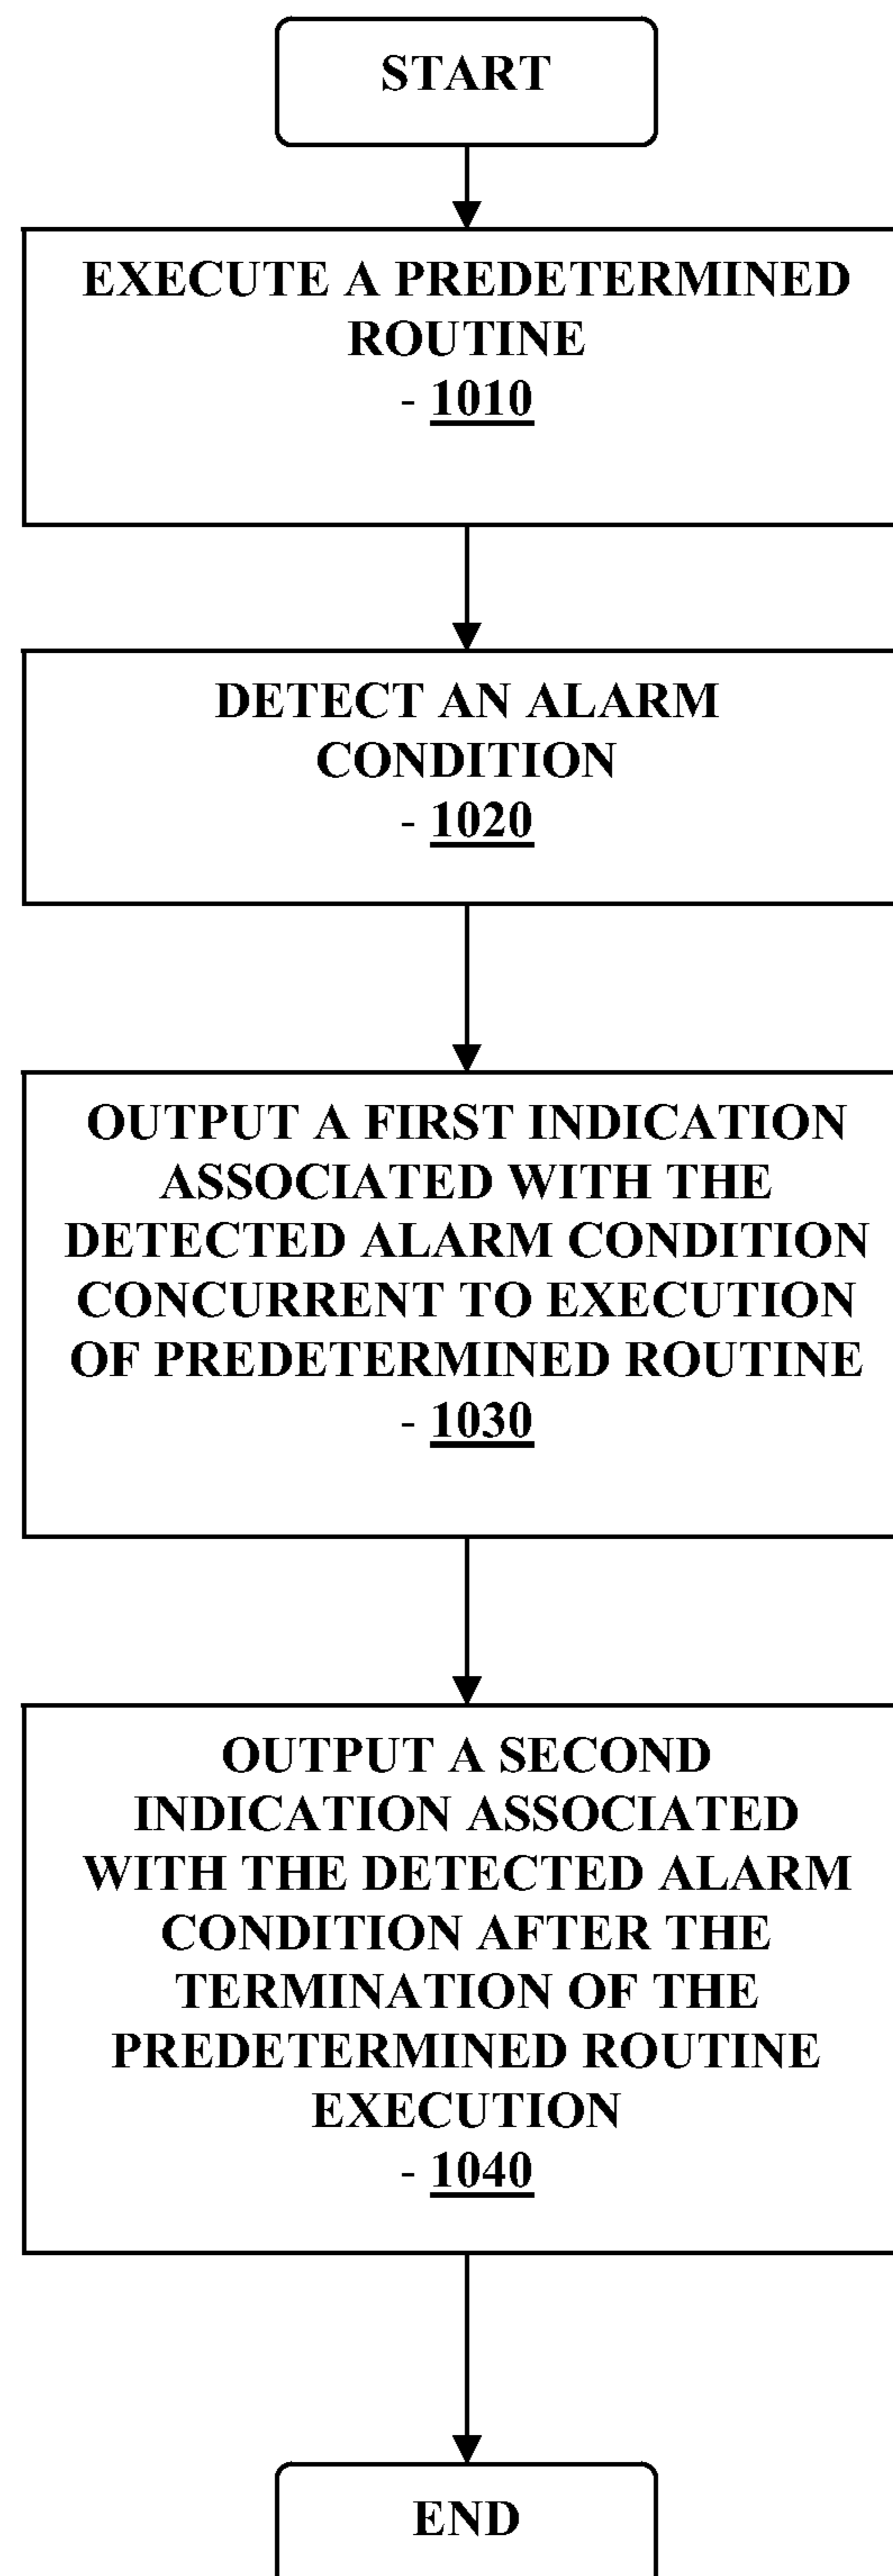 START
EXECUTE A PREDETERMINED
ROUTINE
- 1010
DETECT AN ALARM
CONDITION
- 1020
OUTPUT A FIRST INDICATION
ASSOCIATED WITH THE
DETECTED ALARM CONDITION
CONCURRENT TO EXECUTION
OF PREDETERMINED ROUTINE
- 1030
OUTPUT A SECOND
INDICATION ASSOCIATED
WITH THE DETECTED ALARM
CONDITION AFTER THE
TERMINATION OF THE
PREDETERMINED ROUTINE
EXECUTION
- 1040
END